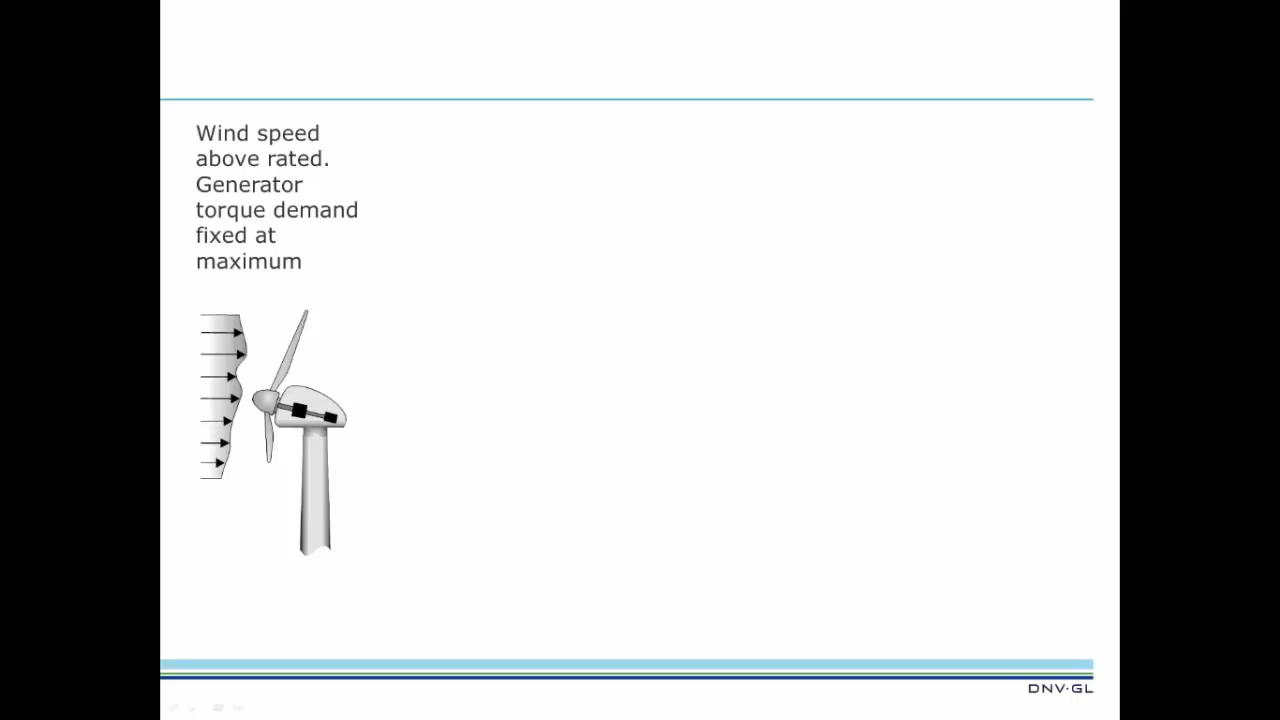 Wind speed
above rated.
Generator
torque demand
fixed at
maximum
DNV·GL